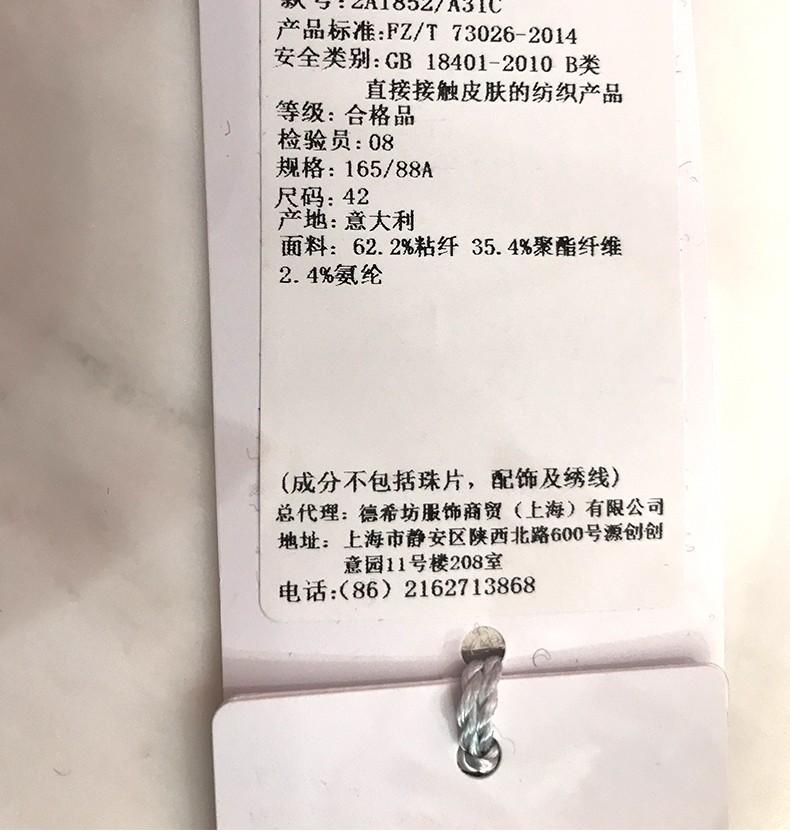 款号:2A1852/A31C
产品标准:FZ/T 73026-2014
安全类别:GB 18401-2010 B类
直接接触皮肤的纺织产品
等级: 合格品
检验员:08
规格:165/88A
尺码: 42
产地:意大利
面料: 62.2%粘纤 35.4%聚酯纤维
2.4%氨纶
(成分不包括珠片, 配饰及绣线)
总代理: 德希坊服饰商贸（上海）有限公司
地址: 上海市静安区陕西北路600号源创创
意园11号楼208室
电话:(86) 2162713868